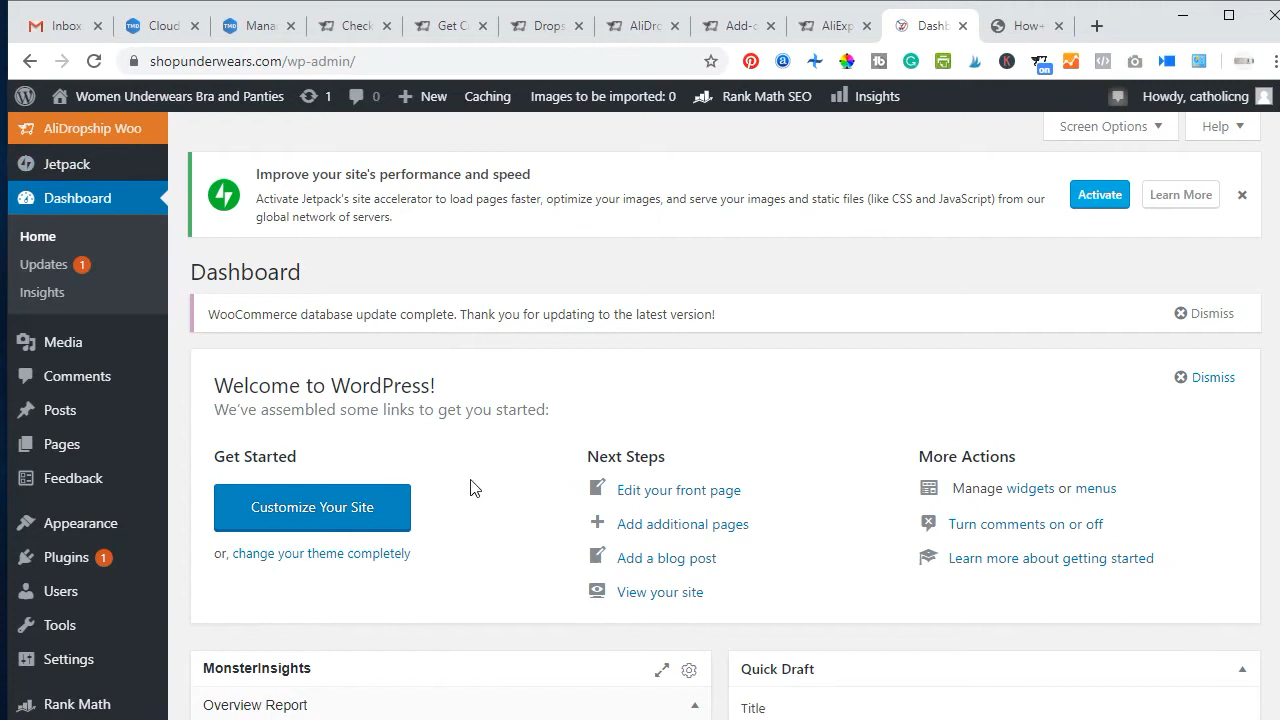 Inbox
Cloud
Mana
Check
Get C
Drops
AliDro
Add-o
AliExp
Dashb
How+
shopunderwears.com/wp-admin/
on
Women Underwears Bra and Panties
1
0
New
Caching
Images to be imported: 0
Rank Math SEO
Insights
Howdy, catholicng
AliDropship Woo
Jetpack
Dashboard
Home
Updates 1
Insights
Media
Comments
Posts
Pages
Feedback
Appearance
Plugins 1
Users
Tools
Settings
Rank Math
Screen Options
Help
Improve your site's performance and speed
Activate Jetpack's site accelerator to load pages faster, optimize your images, and serve your images and static files (like CSS and JavaScript) from our
global network of servers.
Activate
Learn More
Dashboard
WooCommerce database update complete. Thank you for updating to the latest version!
Dismiss
Welcome to WordPress!
We've assembled some links to get you started:
Dismiss
Get Started
Customize Your Site
or, change your theme completely
Next Steps
Edit your front page
Add additional pages
Add a blog post
View your site
More Actions
Manage widgets or menus
Turn comments on or off
Learn more about getting started
MonsterInsights
Overview Report
Quick Draft
Title